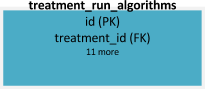 treatment_run_algorithms
id (PK)
treatment_id (FK)
11 more